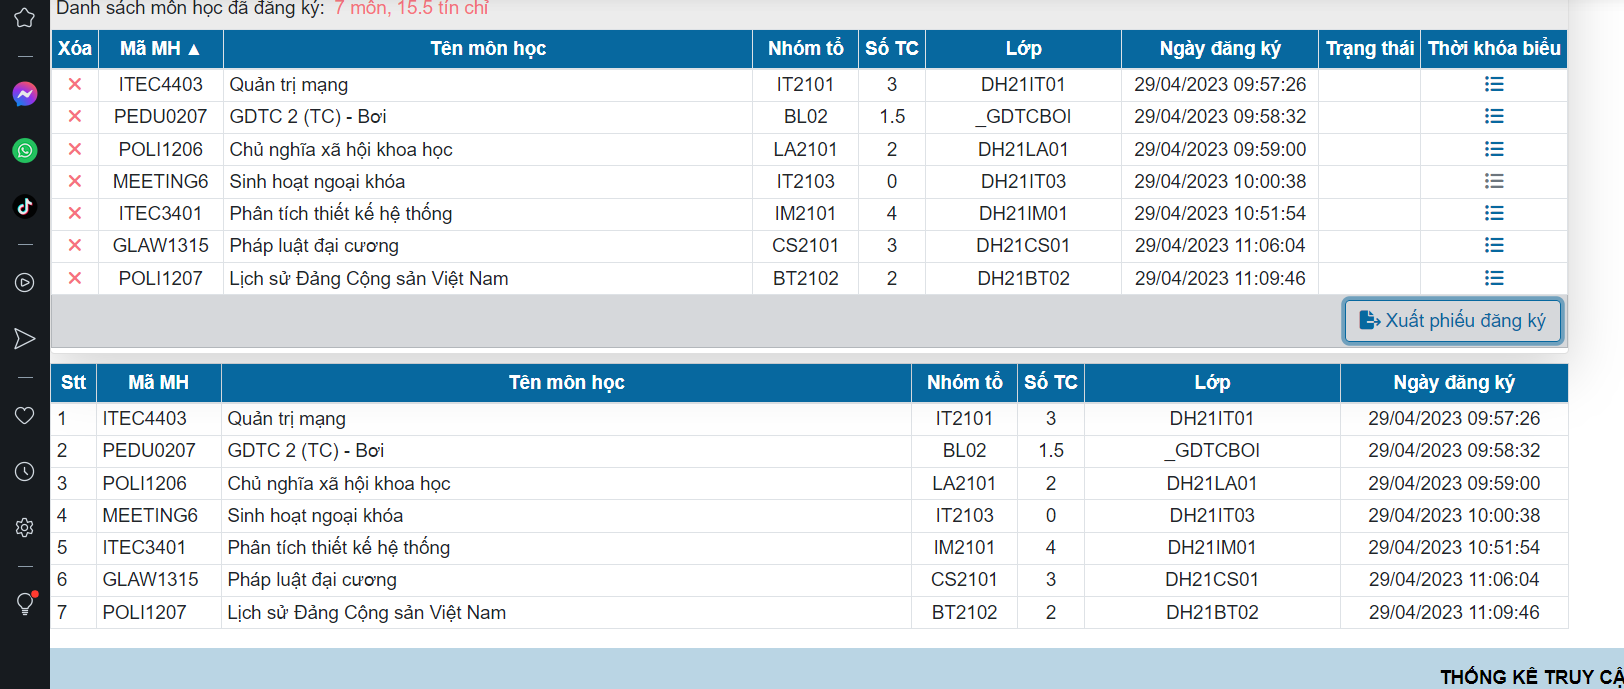 Danh sách môn học đã đăng ký: 7 môn, 15.5 tín chỉ
Xóa Mã MH ▲ Tên môn học Nhóm tổ Số TC Lớp Ngày đăng ký Trạng thái Thời khóa biểu
ITEC4403 Quản trị mạng IT2101 3 DH21IT01 29/04/2023 09:57:26
PEDU0207 GDTC 2 (TC) - Bơi BL02 1.5 _GDTCBOI 29/04/2023 09:58:32
POLI1206 Chủ nghĩa xã hội khoa học LA2101 2 DH21LA01 29/04/2023 09:59:00
MEETING6 Sinh hoạt ngoại khóa IT2103 0 DH21IT03 29/04/2023 10:00:38
ITEC3401 Phân tích thiết kế hệ thống IM2101 4 DH21IM01 29/04/2023 10:51:54
GLAW1315 Pháp luật đại cương CS2101 3 DH21CS01 29/04/2023 11:06:04
POLI1207 Lịch sử Đảng Cộng sản Việt Nam BT2102 2 DH21BT02 29/04/2023 11:09:46
Xuất phiếu đăng ký
Stt Mã MH Tên môn học Nhóm tổ Số TC Lớp Ngày đăng ký
1 ITEC4403 Quản trị mạng IT2101 3 DH21IT01 29/04/2023 09:57:26
2 PEDU0207 GDTC 2 (TC) - Bơi BL02 1.5 _GDTCBOI 29/04/2023 09:58:32
3 POLI1206 Chủ nghĩa xã hội khoa học LA2101 2 DH21LA01 29/04/2023 09:59:00
4 MEETING6 Sinh hoạt ngoại khóa IT2103 0 DH21IT03 29/04/2023 10:00:38
5 ITEC3401 Phân tích thiết kế hệ thống IM2101 4 DH21IM01 29/04/2023 10:51:54
6 GLAW1315 Pháp luật đại cương CS2101 3 DH21CS01 29/04/2023 11:06:04
7 POLI1207 Lịch sử Đảng Cộng sản Việt Nam BT2102 2 DH21BT02 29/04/2023 11:09:46
THỐNG KÊ TRUY CẬ